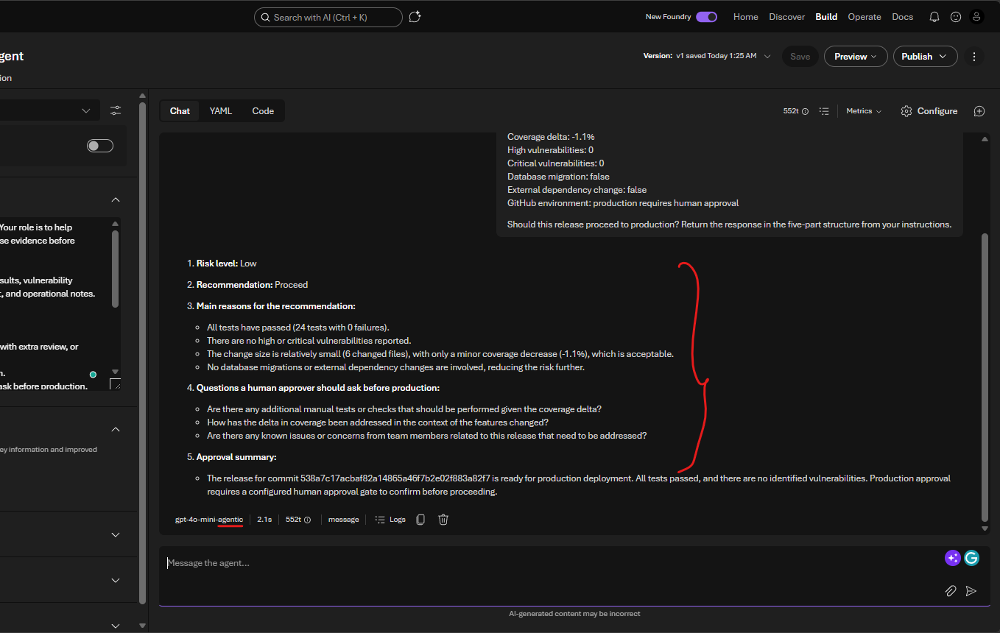 Search with AI (Ctrl + K)
New Foundry
Home
Discover
Build
Operate
Docs
gent
Version: v1 saved Today 1:25 AM
Save
Preview
Publish
ion
Chat
YAML
Code
552t
Metrics
Configure
Your role is to help
se evidence before
sults, vulnerability
t, and operational notes.
with extra review, or
n.
ask before production.
ey information and improved
Coverage delta: -1.1%
High vulnerabilities: 0
Critical vulnerabilities: 0
Database migration: false
External dependency change: false
GitHub environment: production requires human approval
Should this release proceed to production? Return the response in the five-part structure from your instructions.
1. Risk level: Low
2. Recommendation: Proceed
3. Main reasons for the recommendation:
All tests have passed (24 tests with 0 failures).
There are no high or critical vulnerabilities reported.
The change size is relatively small (6 changed files), with only a minor coverage decrease (-1.1%), which is acceptable.
No database migrations or external dependency changes are involved, reducing the risk further.
4. Questions a human approver should ask before production:
Are there any additional manual tests or checks that should be performed given the coverage delta?
How has the delta in coverage been addressed in the context of the features changed?
Are there any known issues or concerns from team members related to this release that need to be addressed?
5. Approval summary:
The release for commit 538a7c17acbaf82a14865a46f7b2e02f883a82f7 is ready for production deployment. All tests passed, and there are no identified vulnerabilities. Production approval
requires a configured human approval gate to confirm before proceeding.
gpt-4o-mini-agentic
2.1s
552t
message
Logs
Message the agent...
AI-generated content may be incorrect